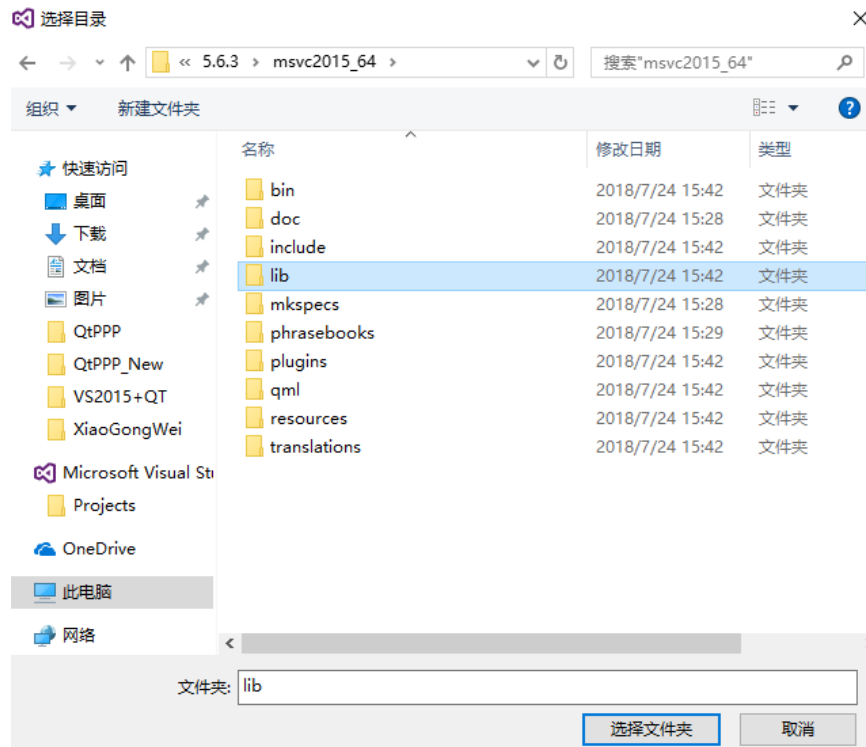 选择目录
« 5.6.3 > msvc2015_64 >
搜索"msvc2015_64"
组织
新建文件夹
名称 修改日期 类型
快速访问
桌面
下载
文档
图片
QtPPP
QtPPP_New
VS2015+QT
XiaoGongWei
Microsoft Visual Stu
Projects
OneDrive
此电脑
网络
bin 2018/7/24 15:42 文件夹
doc 2018/7/24 15:28 文件夹
include 2018/7/24 15:42 文件夹
lib 2018/7/24 15:42 文件夹
mkspecs 2018/7/24 15:28 文件夹
phrasebooks 2018/7/24 15:29 文件夹
plugins 2018/7/24 15:42 文件夹
qml 2018/7/24 15:42 文件夹
resources 2018/7/24 15:42 文件夹
translations 2018/7/24 15:42 文件夹
文件夹: lib
选择文件夹 取消